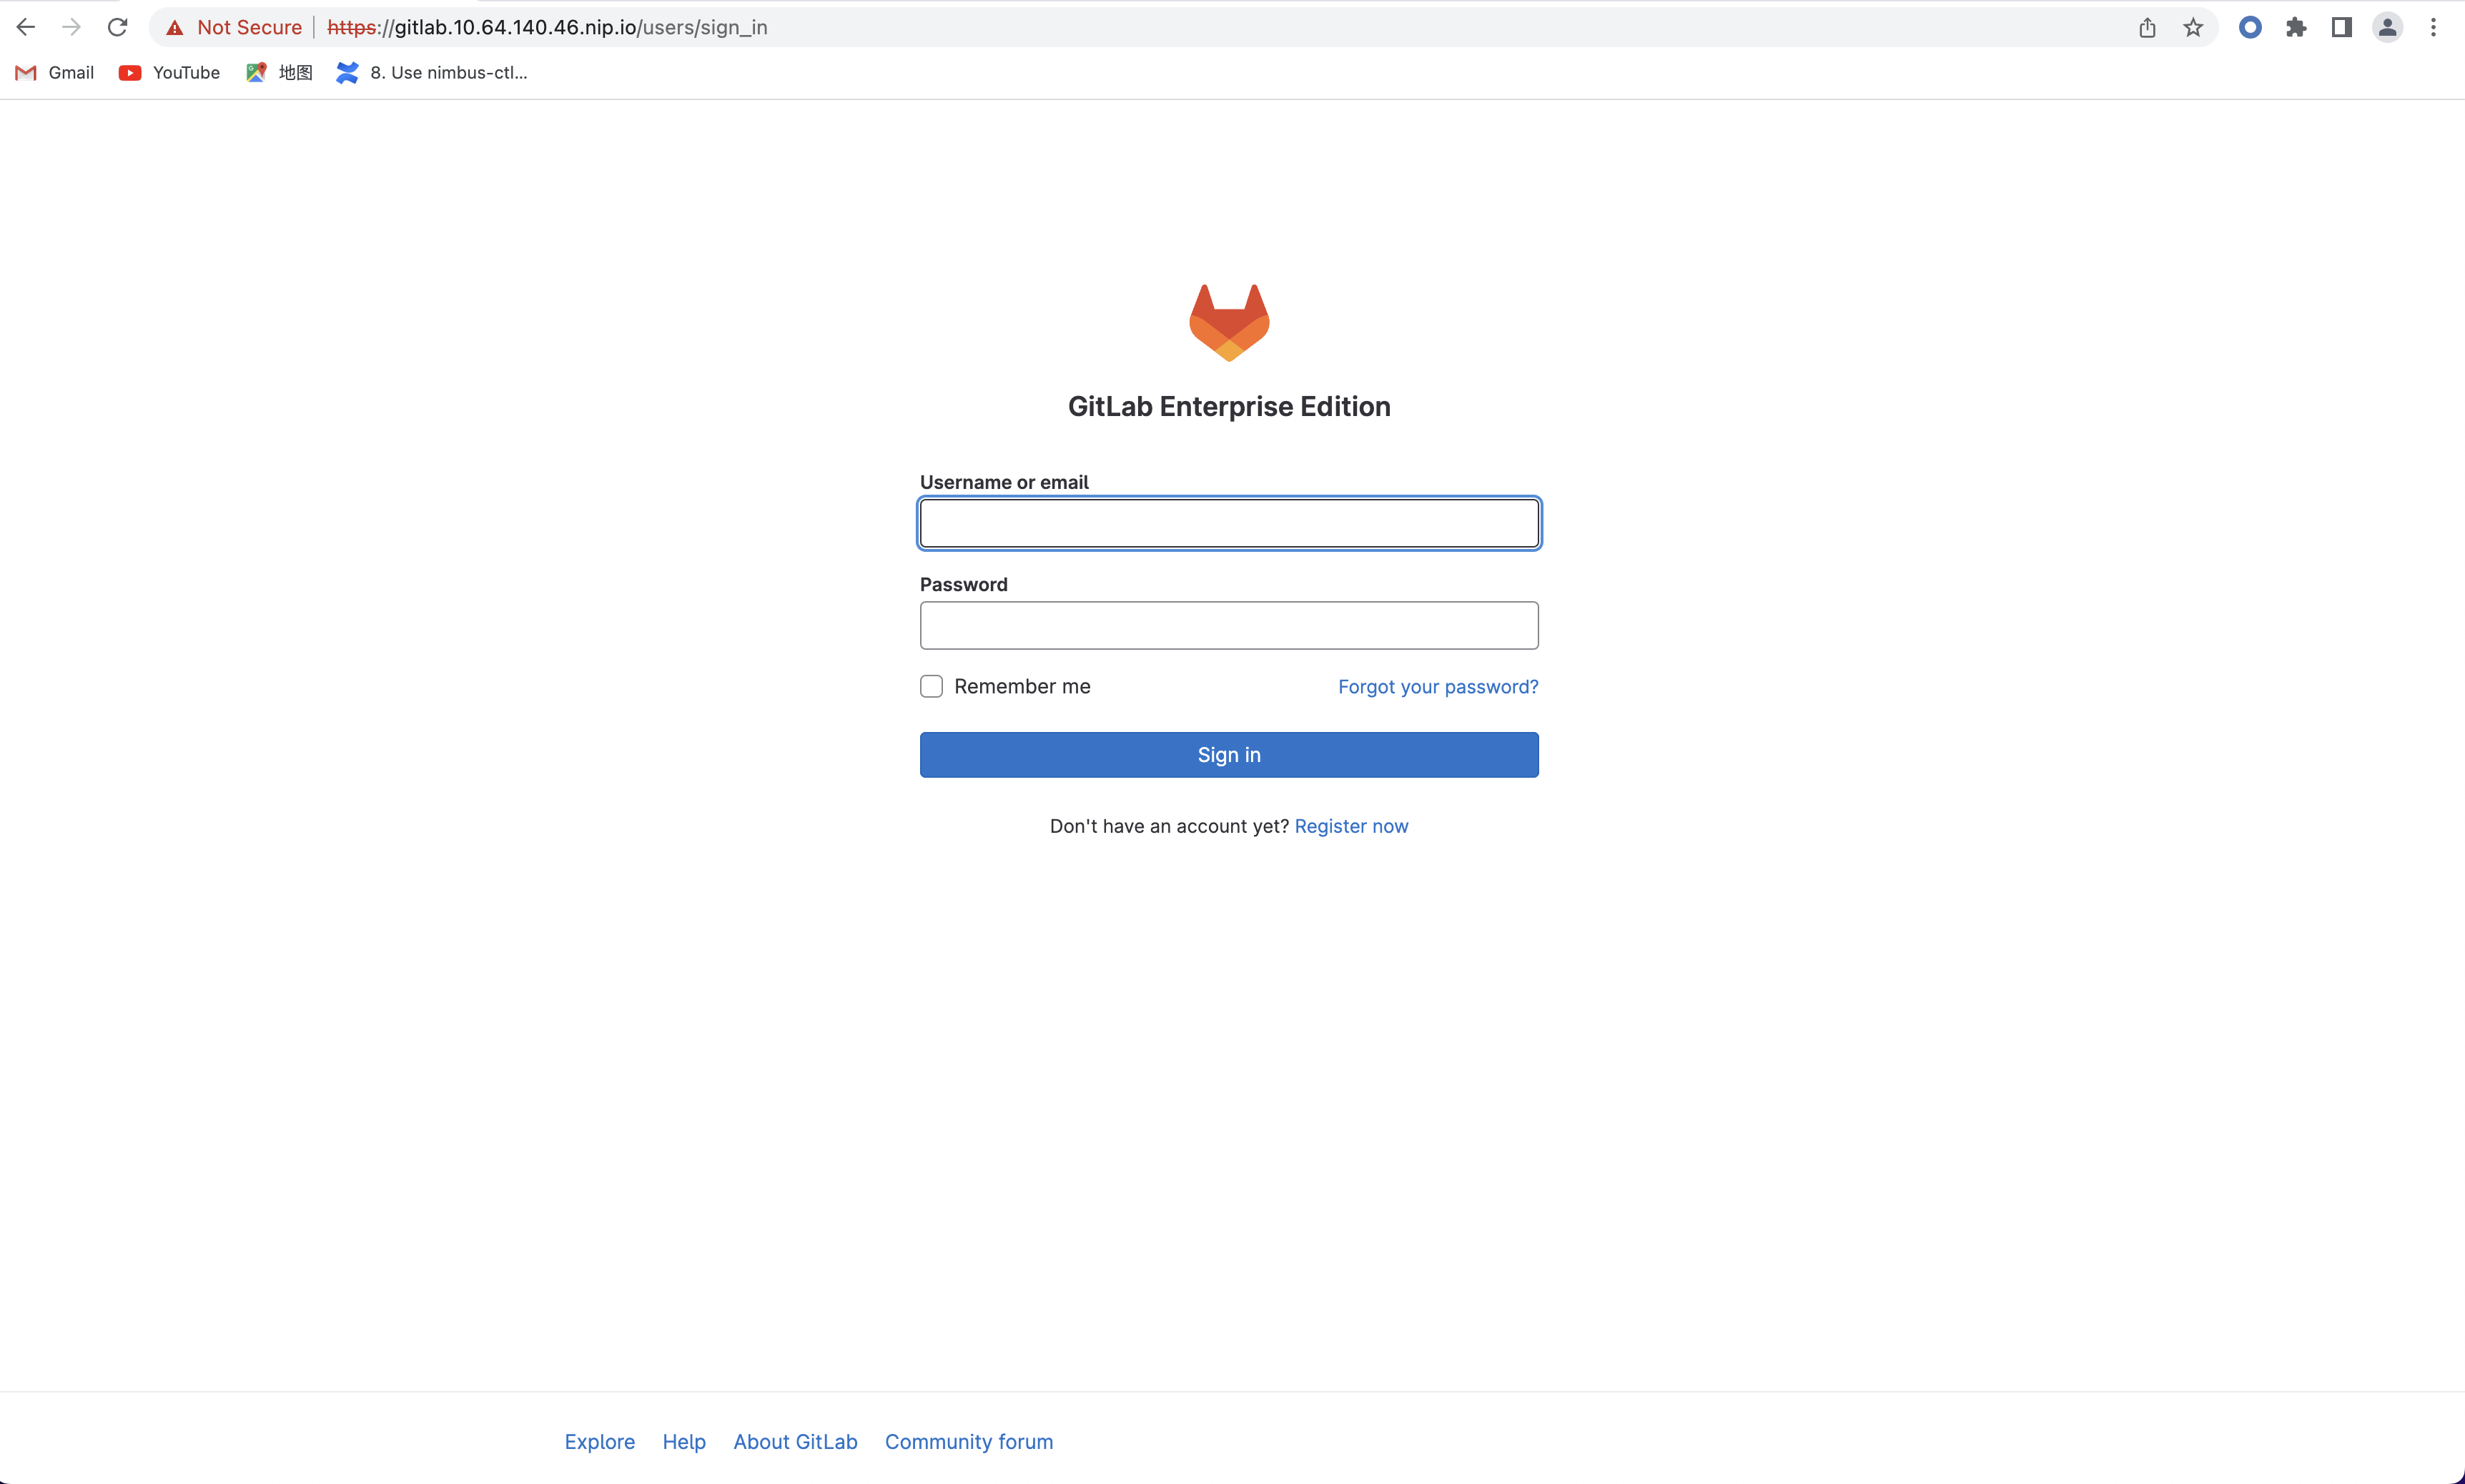 Not Secure | https://gitlab.10.64.140.46.nip.io/users/sign_in
Gmail YouTube 地图 8. Use nimbus-ctl...
GitLab Enterprise Edition
Username or email
Password
Remember me Forgot your password?
Sign in
Don't have an account yet? Register now
Explore Help About GitLab Community forum